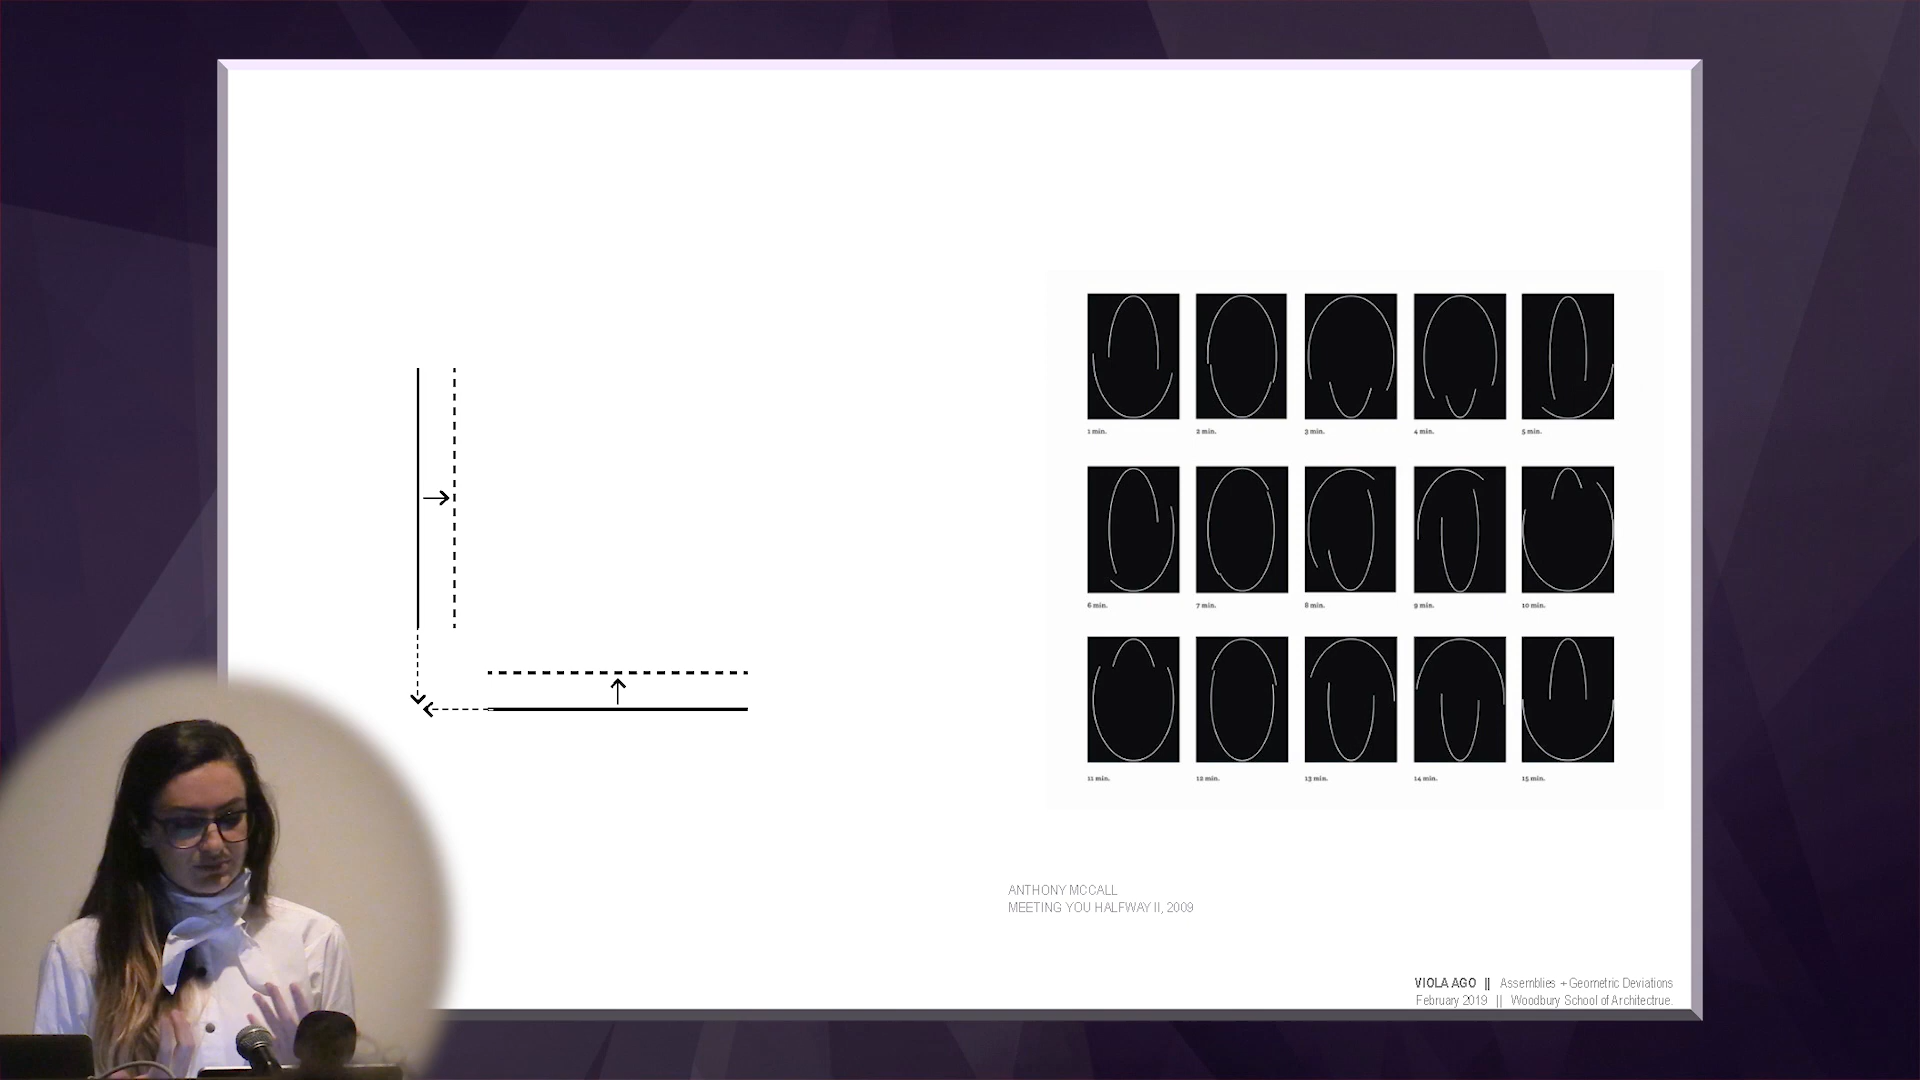 1 min.
2 min.
3 min.
4 min.
5 min.
6 min.
7 min.
8 min.
9 min.
10 min.
11 min.
12 min.
13 min.
14 min.
15 min.
ANTHONY MCCALL
MEETING YOU HALFWAY II, 2009
VIOLA AGO || Assemblies + Geometric Deviations
February 2019 || Woodbury School of Architectrue.